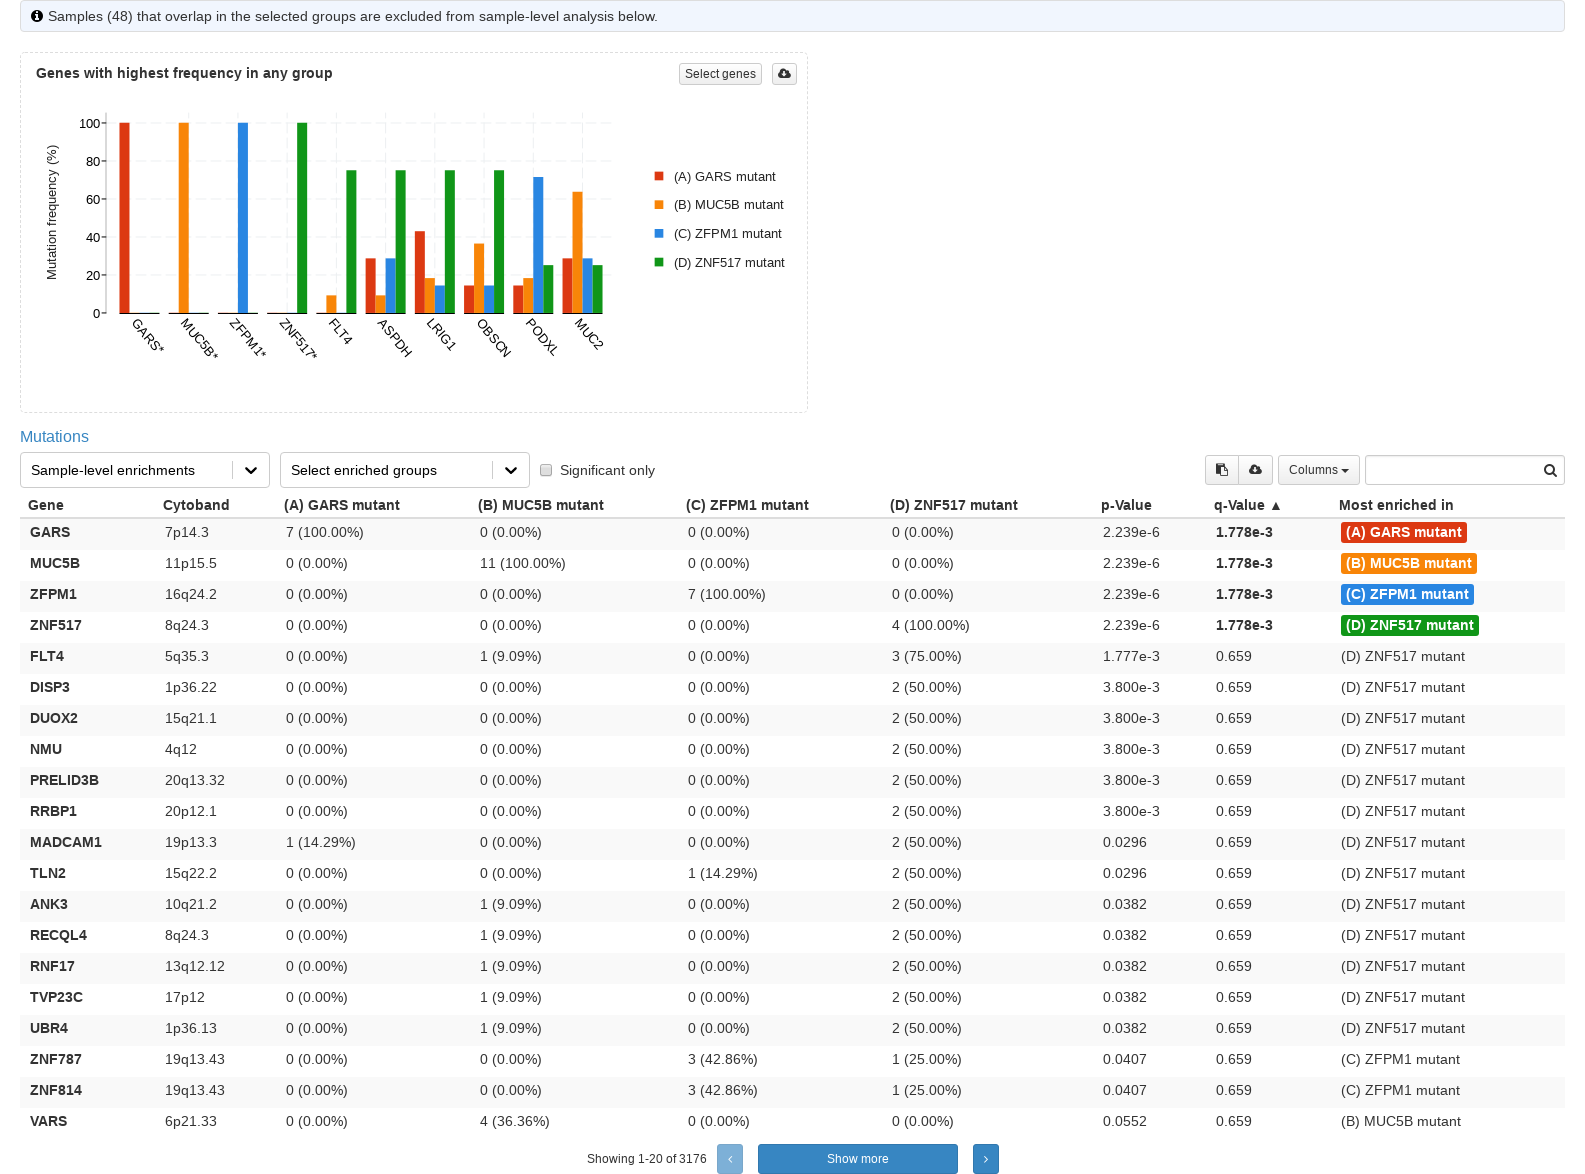 Samples (48) that overlap in the selected groups are excluded from sample-level analysis below.
Genes with highest frequency in any group
Select genes
Mutation frequency (%)
100
80
60
40
20
0
GARS*
MUC5B*
ZFPM1*
ZNF517*
FLT4
ASPDH
LRIG1
OBSCN
PODXL
MUC2
(A) GARS mutant
(B) MUC5B mutant
(C) ZFPM1 mutant
(D) ZNF517 mutant
Mutations
Sample-level enrichments Select enriched groups Significant only Columns
Gene Cytoband (A) GARS mutant (B) MUC5B mutant (C) ZFPM1 mutant (D) ZNF517 mutant p-Value q-Value ▲ Most enriched in
GARS 7p14.3 7 (100.00%) 0 (0.00%) 0 (0.00%) 0 (0.00%) 2.239e-6 1.778e-3 (A) GARS mutant
MUC5B 11p15.5 0 (0.00%) 11 (100.00%) 0 (0.00%) 0 (0.00%) 2.239e-6 1.778e-3 (B) MUC5B mutant
ZFPM1 16q24.2 0 (0.00%) 0 (0.00%) 7 (100.00%) 0 (0.00%) 2.239e-6 1.778e-3 (C) ZFPM1 mutant
ZNF517 8q24.3 0 (0.00%) 0 (0.00%) 0 (0.00%) 4 (100.00%) 2.239e-6 1.778e-3 (D) ZNF517 mutant
FLT4 5q35.3 0 (0.00%) 1 (9.09%) 0 (0.00%) 3 (75.00%) 1.777e-3 0.659 (D) ZNF517 mutant
DISP3 1p36.22 0 (0.00%) 0 (0.00%) 0 (0.00%) 2 (50.00%) 3.800e-3 0.659 (D) ZNF517 mutant
DUOX2 15q21.1 0 (0.00%) 0 (0.00%) 0 (0.00%) 2 (50.00%) 3.800e-3 0.659 (D) ZNF517 mutant
NMU 4q12 0 (0.00%) 0 (0.00%) 0 (0.00%) 2 (50.00%) 3.800e-3 0.659 (D) ZNF517 mutant
PRELID3B 20q13.32 0 (0.00%) 0 (0.00%) 0 (0.00%) 2 (50.00%) 3.800e-3 0.659 (D) ZNF517 mutant
RRBP1 20p12.1 0 (0.00%) 0 (0.00%) 0 (0.00%) 2 (50.00%) 3.800e-3 0.659 (D) ZNF517 mutant
MADCAM1 19p13.3 1 (14.29%) 0 (0.00%) 0 (0.00%) 2 (50.00%) 0.0296 0.659 (D) ZNF517 mutant
TLN2 15q22.2 0 (0.00%) 0 (0.00%) 1 (14.29%) 2 (50.00%) 0.0296 0.659 (D) ZNF517 mutant
ANK3 10q21.2 0 (0.00%) 1 (9.09%) 0 (0.00%) 2 (50.00%) 0.0382 0.659 (D) ZNF517 mutant
RECQL4 8q24.3 0 (0.00%) 1 (9.09%) 0 (0.00%) 2 (50.00%) 0.0382 0.659 (D) ZNF517 mutant
RNF17 13q12.12 0 (0.00%) 1 (9.09%) 0 (0.00%) 2 (50.00%) 0.0382 0.659 (D) ZNF517 mutant
TVP23C 17p12 0 (0.00%) 1 (9.09%) 0 (0.00%) 2 (50.00%) 0.0382 0.659 (D) ZNF517 mutant
UBR4 1p36.13 0 (0.00%) 1 (9.09%) 0 (0.00%) 2 (50.00%) 0.0382 0.659 (D) ZNF517 mutant
ZNF787 19q13.43 0 (0.00%) 0 (0.00%) 3 (42.86%) 1 (25.00%) 0.0407 0.659 (C) ZFPM1 mutant
ZNF814 19q13.43 0 (0.00%) 0 (0.00%) 3 (42.86%) 1 (25.00%) 0.0407 0.659 (C) ZFPM1 mutant
VARS 6p21.33 0 (0.00%) 4 (36.36%) 0 (0.00%) 0 (0.00%) 0.0552 0.659 (B) MUC5B mutant
Showing 1-20 of 3176 ‹ Show more ›